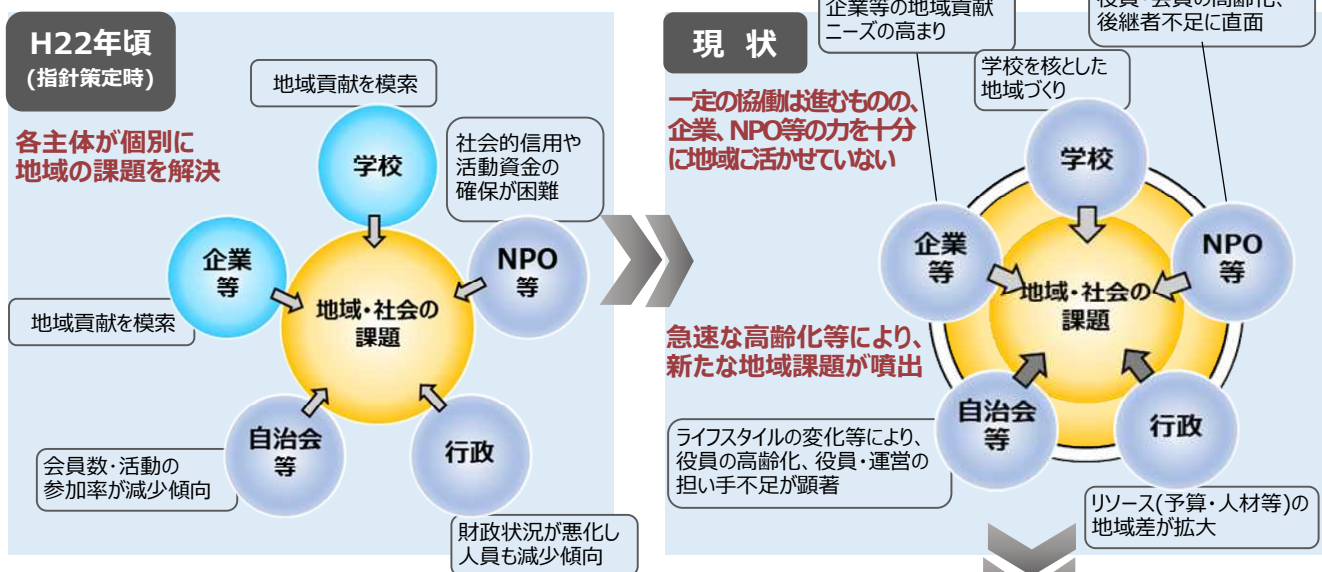 H22年頃
(指針策定時)
各主体が個別に
地域の課題を解決
地域貢献を模索
学校
社会的信用や
活動資金の
確保が困難
企業
等
NPO
等
地域貢献を模索
地域・社会の
課題
自治会
等
行政
会員数・活動の
参加率が減少傾向
財政状況が悪化し
人員も減少傾向
現 状
企業等の地域貢献
ニーズの高まり
役員・会員の高齢化、
後継者不足に直面
学校を核とした
地域づくり
一定の協働は進むものの、
企業、NPO等の力を十分
に地域に活かせていない
学校
企業
等
NPO
等
地域・社会の
課題
急速な高齢化等により、
新たな地域課題が噴出
自治会
等
行政
ライフスタイルの変化等により、
役員の高齢化、役員・運営の
担い手不足が顕著
リソース(予算・人材等)の
地域差が拡大